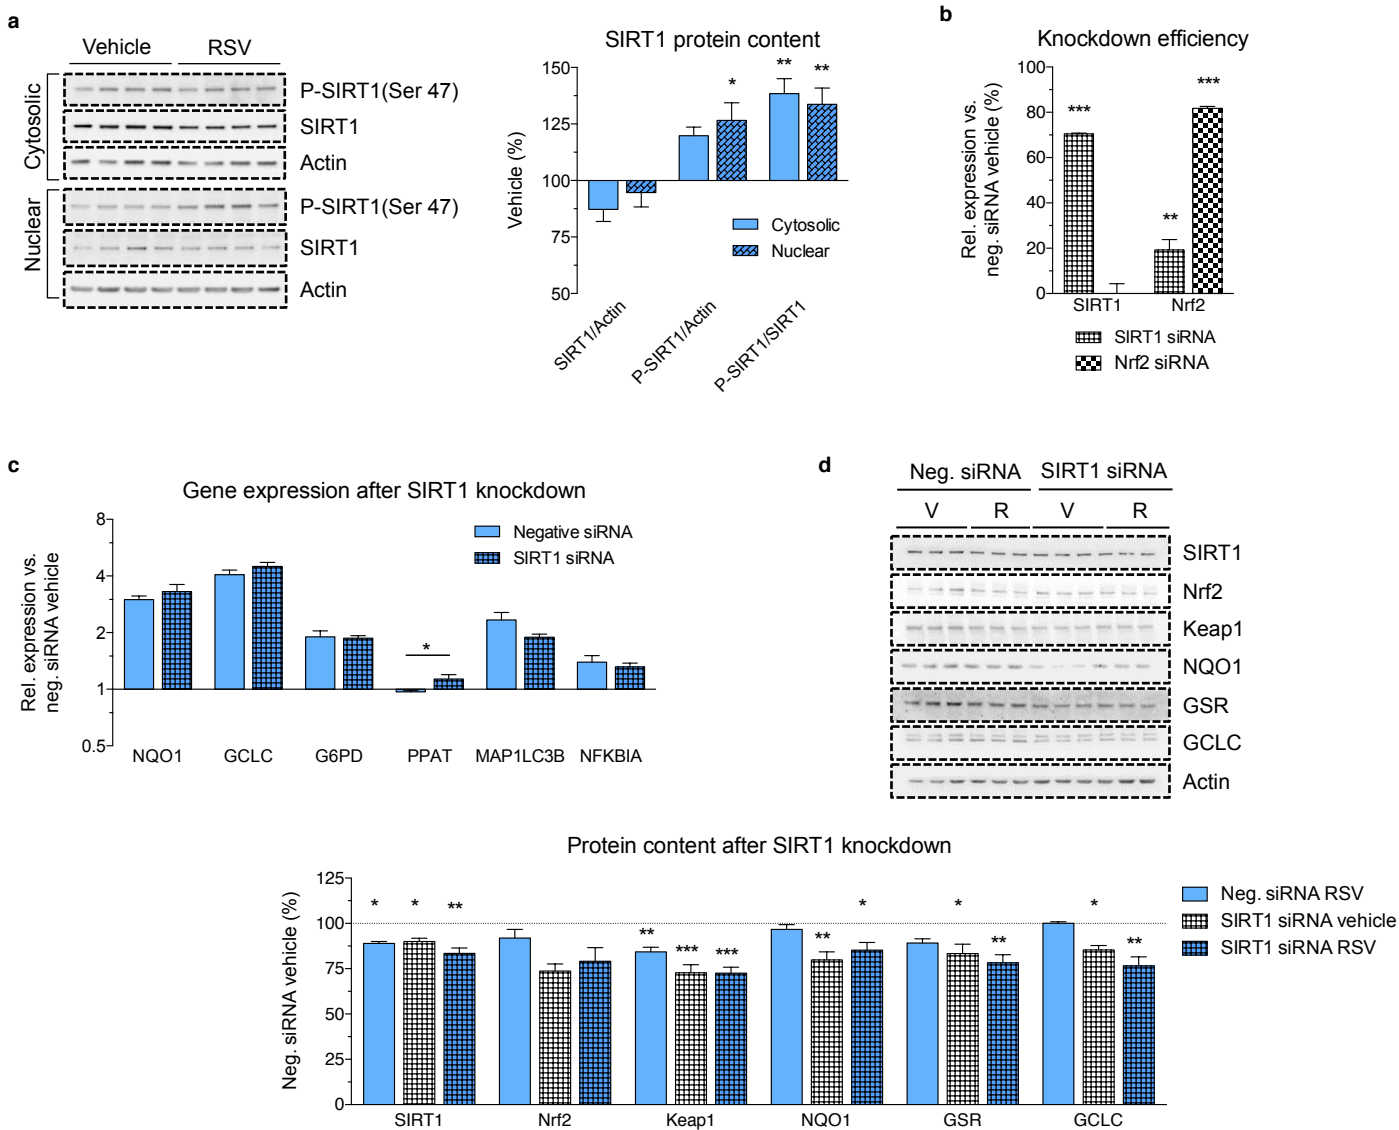 a
Vehicle RSV
Cytosolic
P-SIRT1(Ser 47)
SIRT1
Actin
Nuclear
P-SIRT1(Ser 47)
SIRT1
Actin
SIRT1 protein content
Vehicle (%)
150
125
100
75
50
* ** **
Cytosolic
Nuclear
SIRT1/Actin
P-SIRT1/Actin
P-SIRT1/SIRT1
b
Knockdown efficiency
Rel. expression vs.
neg. siRNA vehicle (%)
100
80
60
40
20
0
*** ** ***
SIRT1 Nrf2
SIRT1 siRNA
Nrf2 siRNA
c
Gene expression after SIRT1 knockdown
Rel. expression vs.
neg. siRNA vehicle
8
4
2
1
0.5
Negative siRNA
SIRT1 siRNA
*
NQO1 GCLC G6PD PPAT MAP1LC3B NFKBIA
d
Neg. siRNA SIRT1 siRNA
V R V R
SIRT1
Nrf2
Keap1
NQO1
GSR
GCLC
Actin
Protein content after SIRT1 knockdown
Neg. siRNA vehicle (%)
125
100
75
50
25
0
* * ** ** *** *** ** * * ** * **
Neg. siRNA RSV
SIRT1 siRNA vehicle
SIRT1 siRNA RSV
SIRT1 Nrf2 Keap1 NQO1 GSR GCLC